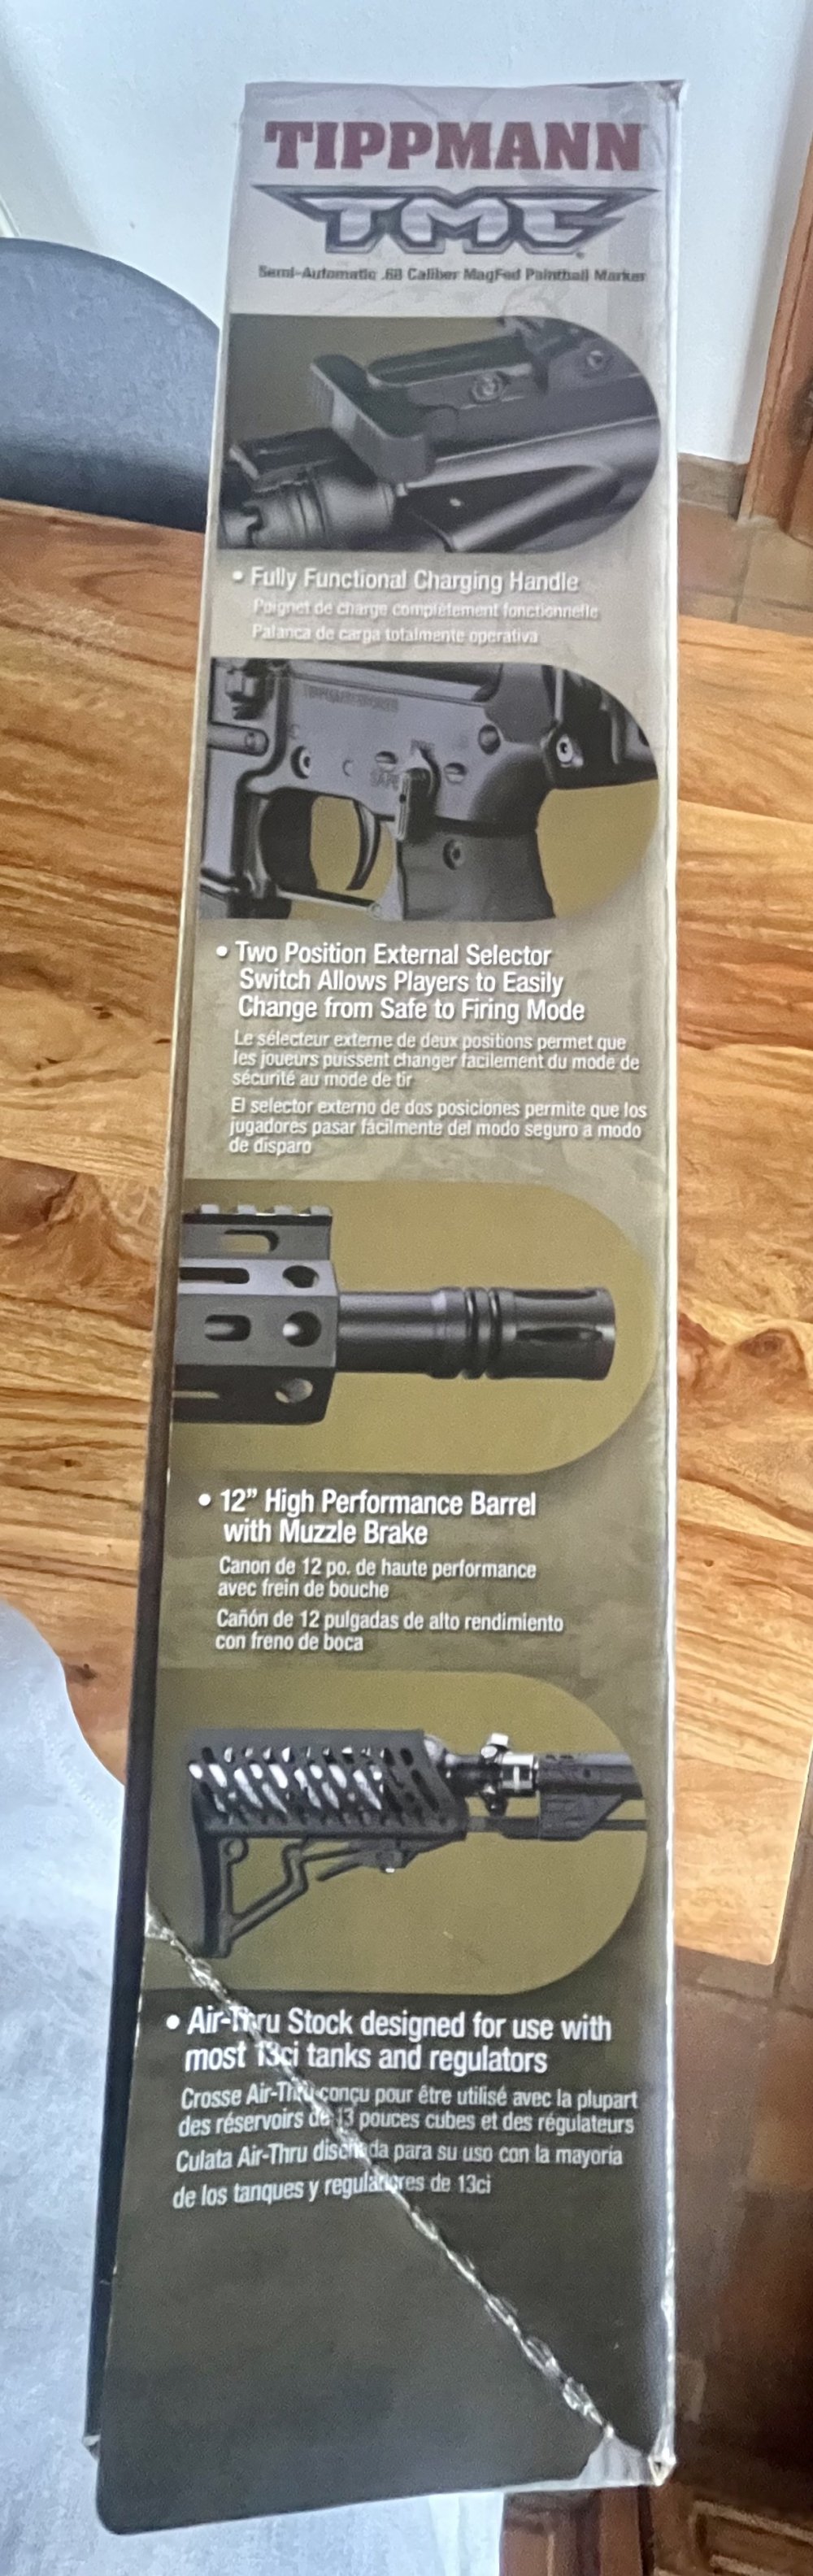 TIPPMANN
TMC
Semi-Automatic .68 Caliber MagFed Paintball Marker
• Fully Functional Charging Handle
Poignet de charge complètement fonctionnelle
Palanca de carga totalmente operativa
SAFE
• Two Position External Selector
Switch Allows Players to Easily
Change from Safe to Firing Mode
Le sélecteur externe de deux positions permet que
les joueurs puissent changer facilement du mode de
sécurité au mode de tir
El selector externo de dos posiciones permite que los
jugadores pasar fácilmente del modo seguro a modo
de disparo
• 12” High Performance Barrel
with Muzzle Brake
Canon de 12 po. de haute performance
avec frein de bouche
Cañón de 12 pulgadas de alto rendimiento
con freno de boca
• Air-Thru Stock designed for use with
most 13ci tanks and regulators
Crosse Air-Thru conçu pour être utilisé avec la plupart
des réservoirs de 13 pouces cubes et des régulateurs
Culata Air-Thru diseñada para su uso con la mayoría
de los tanques y reguladores de 13ci